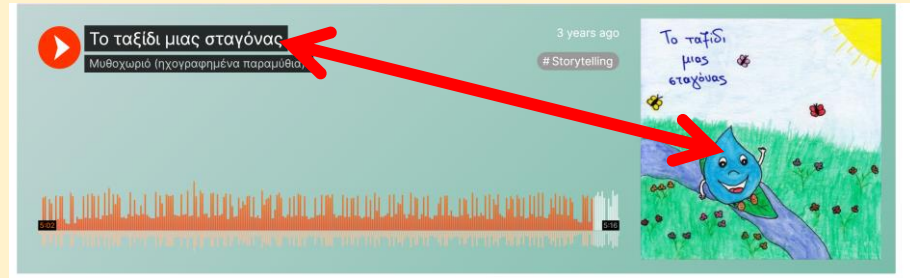 Το ταξίδι μιας σταγόνας
Μυθοχωριό (ηχογραφημένα παραμύθια)
3 years ago
# Storytelling
5:02
5:16
Το ταξίδι
μιας
σταγόνας